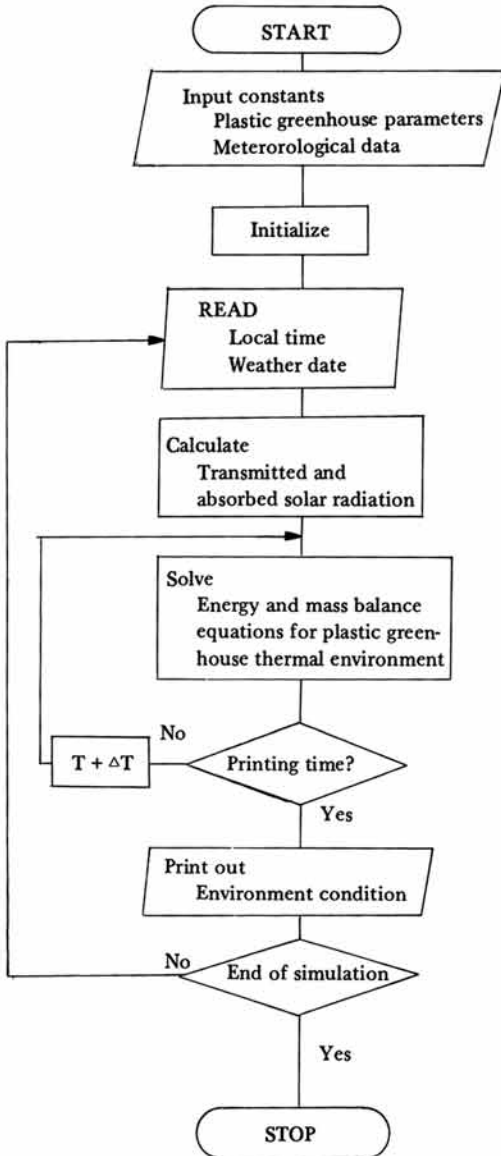 START
Input constants
Plastic greenhouse parameters
Meterorological data
Initialize
READ
Local time
Weather date
Calculate
Transmitted and
absorbed solar radiation
Solve
Energy and mass balance
equations for plastic green-
house thermal environment
No
T + △T
Printing time?
Yes
Print out
Environment condition
No
End of simulation
Yes
STOP